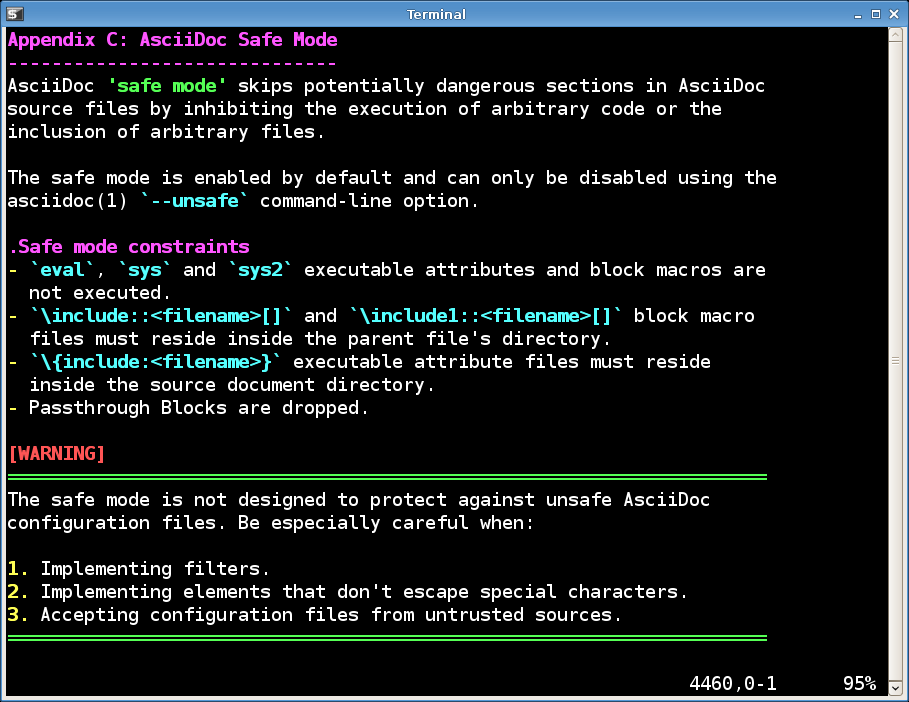 Terminal
Appendix C: AsciiDoc Safe Mode
------------------------------
AsciiDoc 'safe mode' skips potentially dangerous sections in AsciiDoc
source files by inhibiting the execution of arbitrary code or the
inclusion of arbitrary files.
The safe mode is enabled by default and can only be disabled using the
asciidoc(1) `--unsafe` command-line option.
.Safe mode constraints
- `eval`, `sys` and `sys2` executable attributes and block macros are
  not executed.
- `\include::<filename>[]` and `\include1::<filename>[]` block macro
  files must reside inside the parent file's directory.
- `\{include:<filename>}` executable attribute files must reside
  inside the source document directory.
- Passthrough Blocks are dropped.
[WARNING]
=====================================================================
The safe mode is not designed to protect against unsafe AsciiDoc
configuration files. Be especially careful when:
1. Implementing filters.
2. Implementing elements that don't escape special characters.
3. Accepting configuration files from untrusted sources.
=====================================================================
4460,0-1 95%